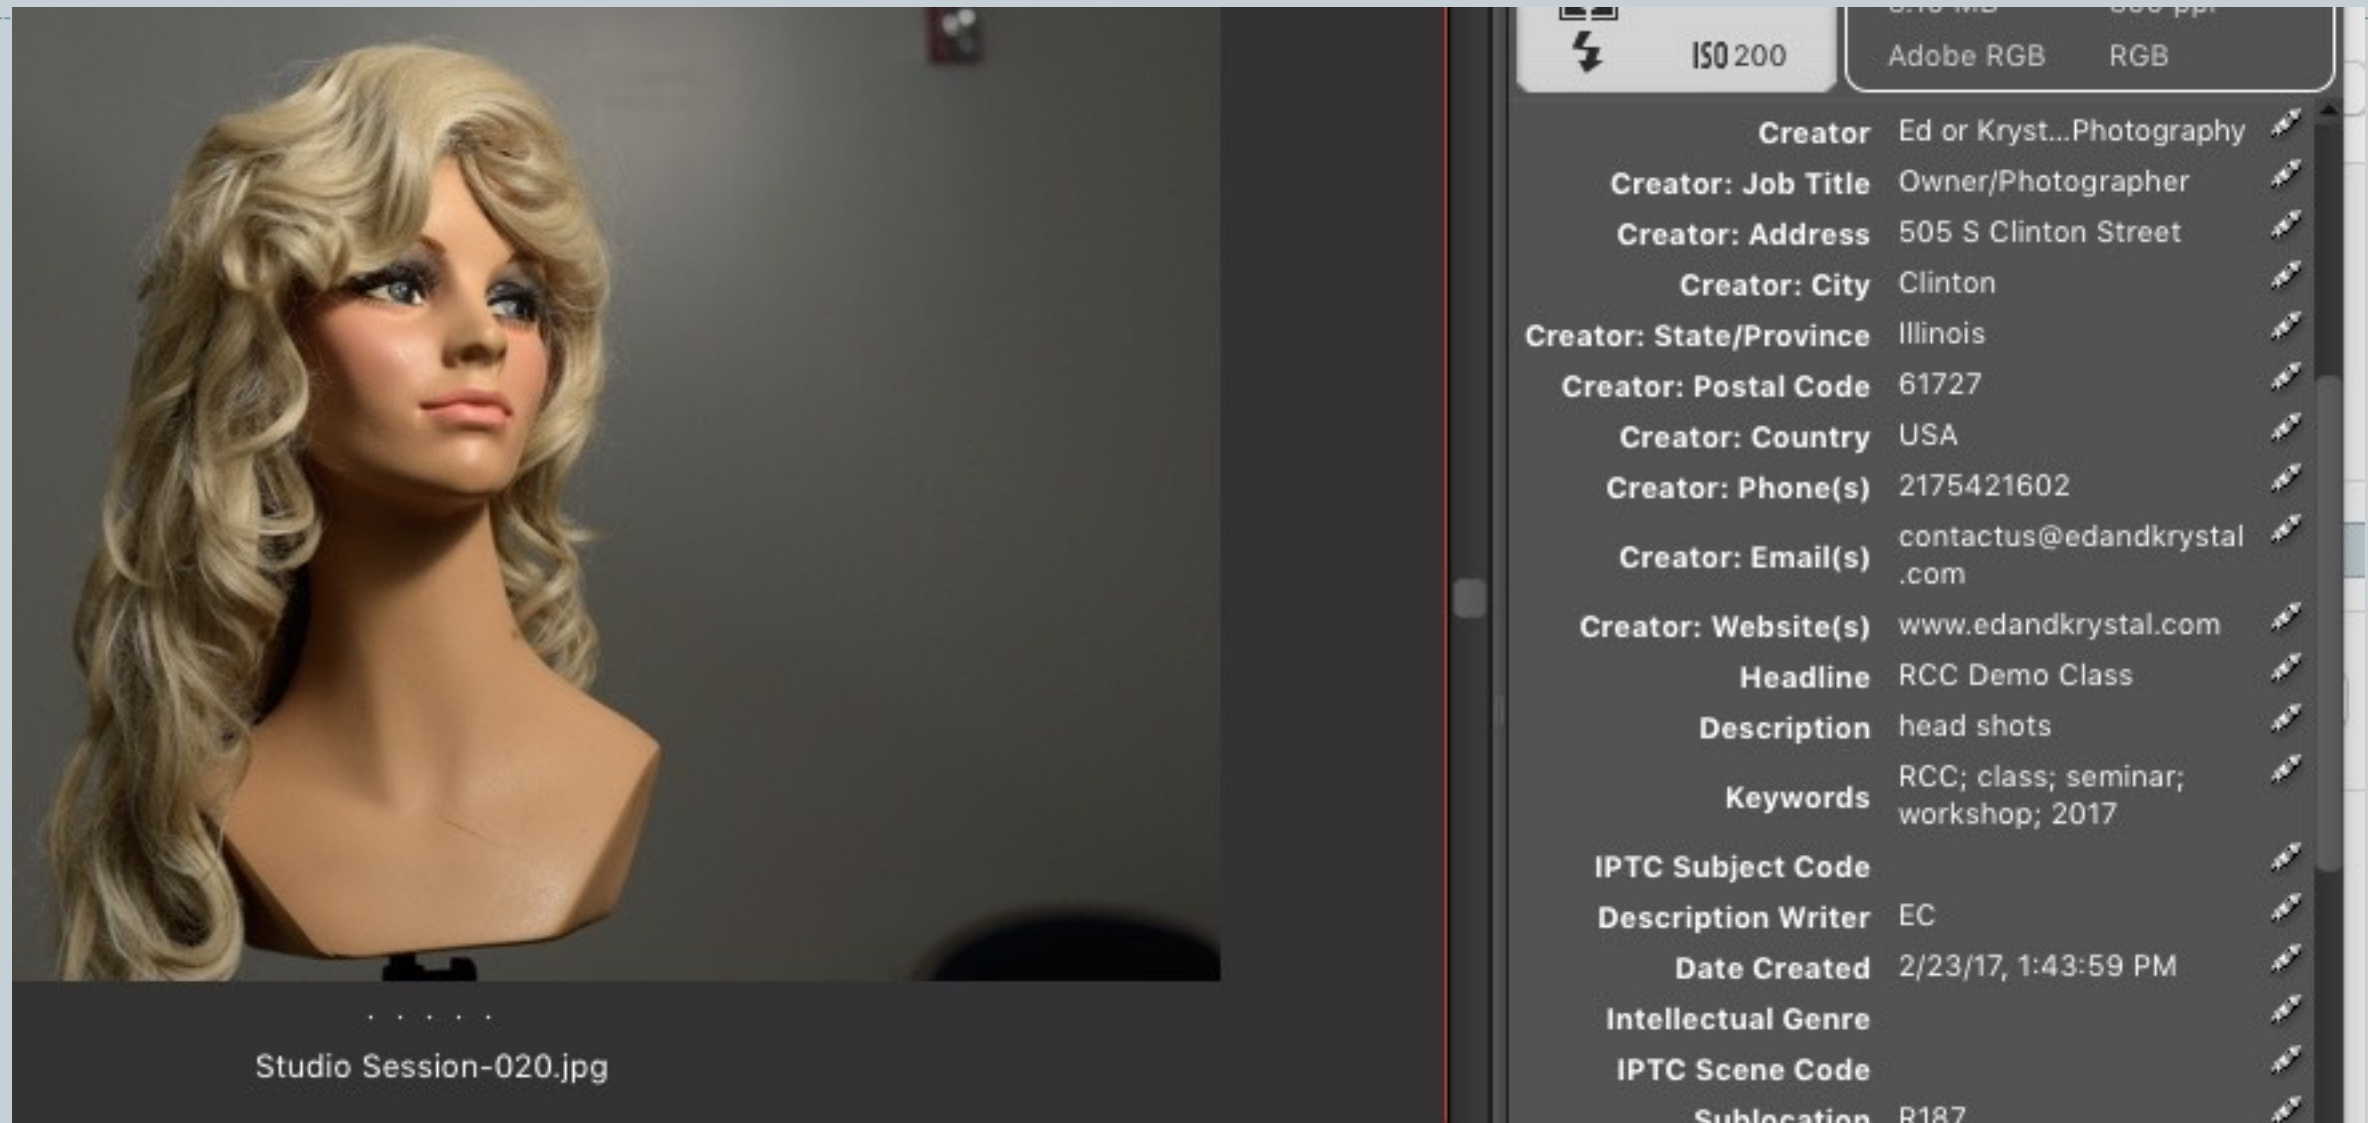 ISO 200
Adobe RGB RGB
Creator Ed or Kryst...Photography
Creator: Job Title Owner/Photographer
Creator: Address 505 S Clinton Street
Creator: City Clinton
Creator: State/Province Illinois
Creator: Postal Code 61727
Creator: Country USA
Creator: Phone(s) 2175421602
Creator: Email(s) contactus@edandkrystal
.com
Creator: Website(s) www.edandkrystal.com
Headline RCC Demo Class
Description head shots
Keywords RCC; class; seminar;
workshop; 2017
IPTC Subject Code
Description Writer EC
Date Created 2/23/17, 1:43:59 PM
Intellectual Genre
IPTC Scene Code
Sublocation R187
Studio Session-020.jpg